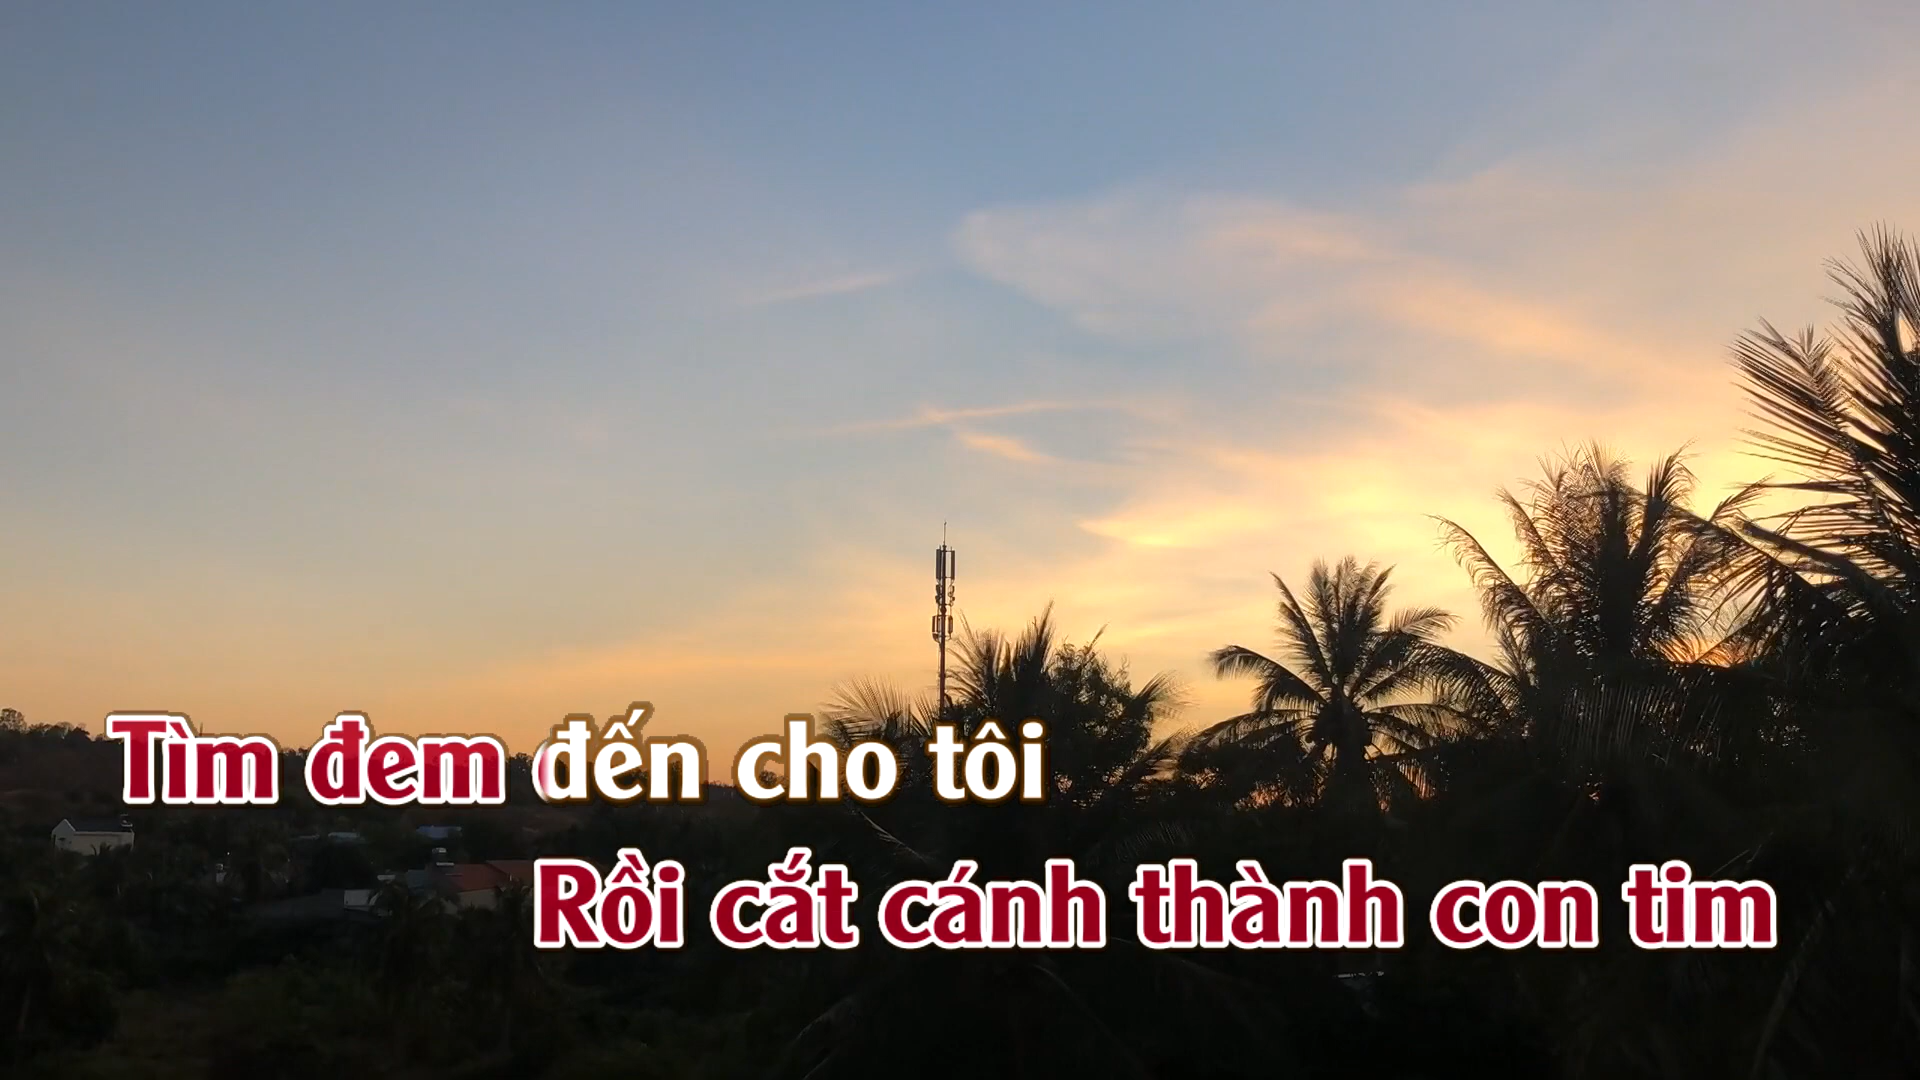 Tìm đem đến cho tôi
Rồi cắt cánh thành con tim